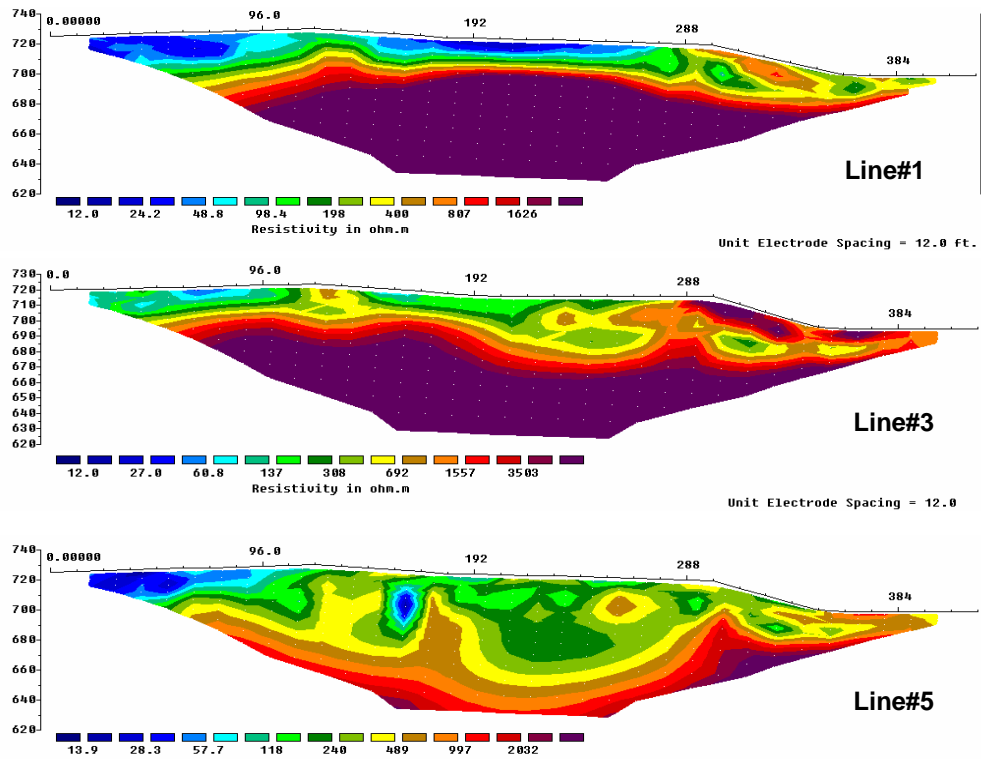 740 0.00000 96.0 192 288 384
720
700
680
660
640
620
Line#1
12.0 24.2 48.8 98.4 198 400 807 1626
Resistivity in ohm.m
Unit Electrode Spacing = 12.0 ft.
730 0.0 96.0 192 288 384
720
710
700
690
680
670
660
650
640
630
620
Line#3
12.0 27.0 60.8 137 308 692 1557 3503
Resistivity in ohm.m
Unit Electrode Spacing = 12.0
740 0.00000 96.0 192 288 384
720
700
680
660
640
620
Line#5
13.9 28.3 57.7 118 240 489 997 2032